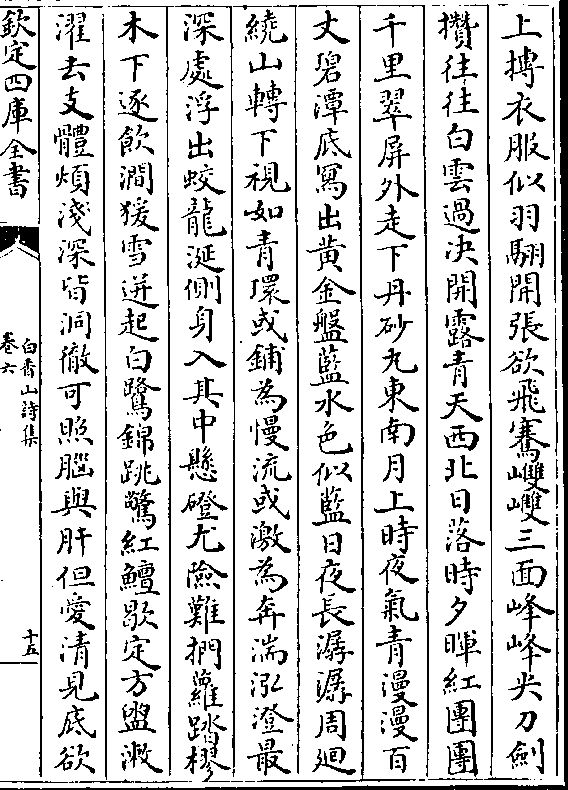 上搏衣服似羽翮開張欲飛騫㠉㠉三面峰峰尖刀劍
攢往往白雲過决開露青天西北日落時夕暉紅團團
千里翠屏外走下丹砂丸東南月上時夜氣青漫漫百
丈碧潭底寫出黄金盤藍水色似藍日夜長潺潺周迴
繞山轉下視如青環或鋪為慢流或激為奔湍泓澄最
深處浮出蛟龍涎側身入其中懸磴尤險難捫蘿踏樛
木下逐飲澗猨雪迸起白鷺錦跳驚紅鱣歇定方盥漱
濯去支體煩淺深皆洞徹可照腦與肝但愛清見底欲
欽定四庫全書
白香山詩集
卷六
十五